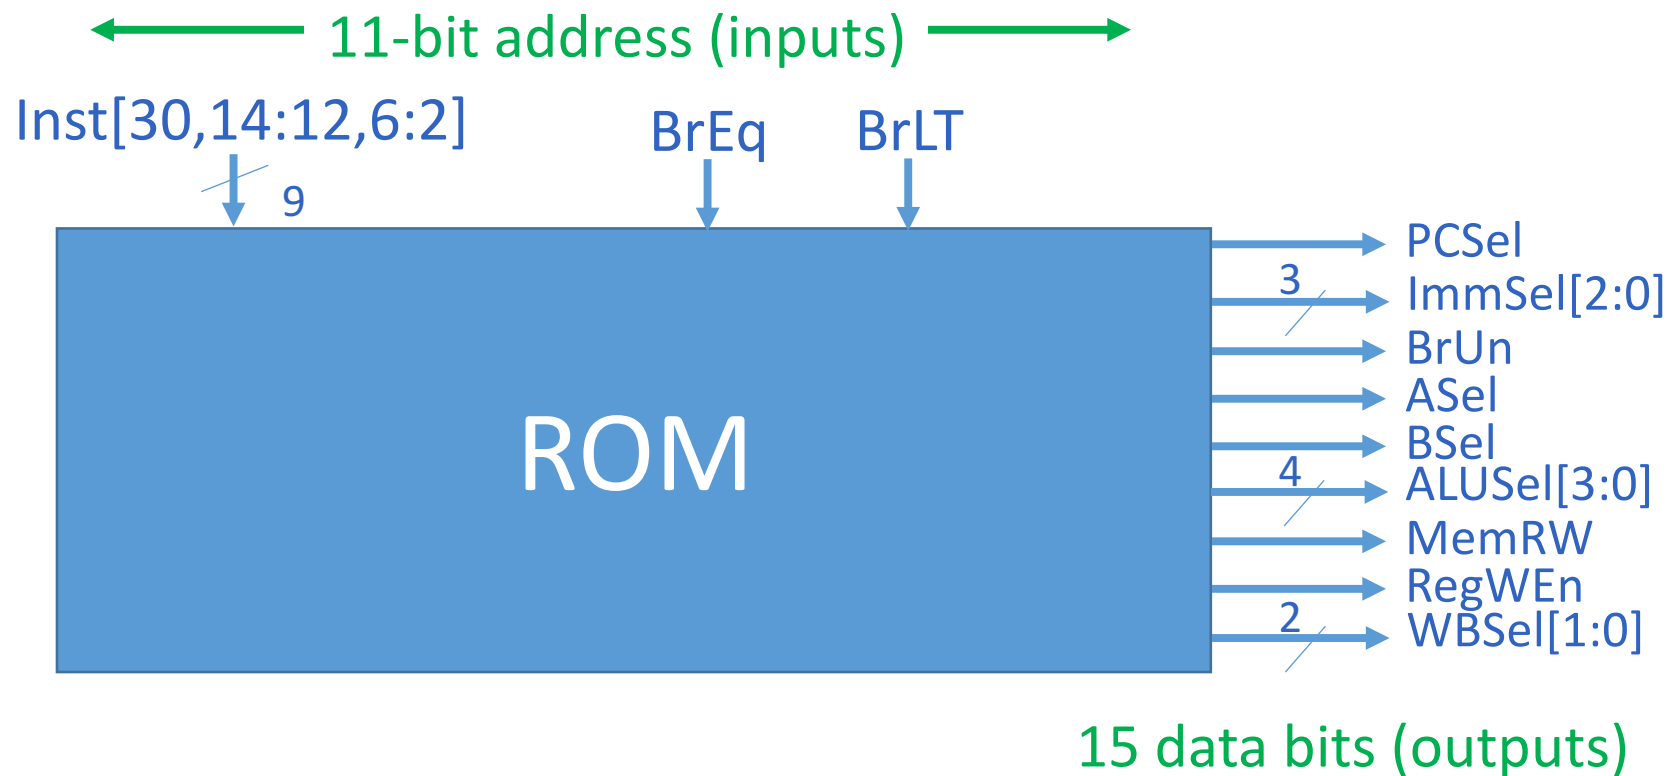 11-bit address (inputs)
Inst[30,14:12,6:2]
BrEq
BrLT
9
ROM
PCSel
3
ImmSel[2:0]
BrUn
ASel
BSel
4
ALUSel[3:0]
MemRW
RegWEn
2
WBSel[1:0]
15 data bits (outputs)